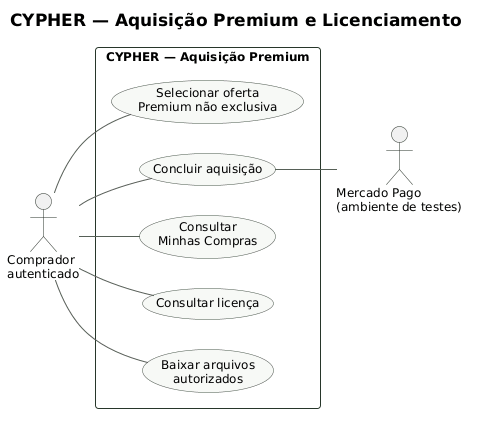 CYPHER — Aquisição Premium e Licenciamento
CYPHER — Aquisição Premium
Selecionar oferta
Premium não exclusiva
Concluir aquisição
Mercado Pago
(ambiente de testes)
Consultar
Minhas Compras
Comprador
autenticado
Consultar licença
Baixar arquivos
autorizados